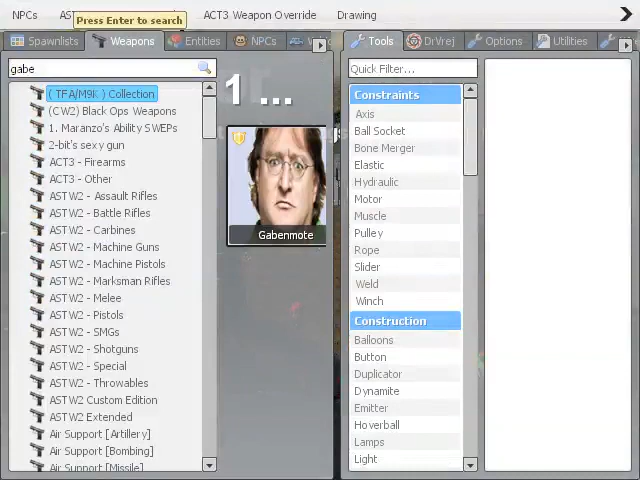 NPCs
Press Enter to search
ACT3 Weapon Override
Drawing
Spawnlists
Weapons
Entities
NPCs
Tools
DrVrej
Options
Utilities
gabe
Quick Filter...
1 ...
( TFA/M9K ) Collection
(CW2) Black Ops Weapons
1. Maranzo's Ability SWEPs
2-bit's sexy gun
ACT3 - Firearms
ACT3 - Other
ASTW2 - Assault Rifles
ASTW2 - Battle Rifles
ASTW2 - Carbines
ASTW2 - Machine Guns
ASTW2 - Machine Pistols
ASTW2 - Marksman Rifles
ASTW2 - Melee
ASTW2 - Pistols
ASTW2 - SMGs
ASTW2 - Shotguns
ASTW2 - Special
ASTW2 - Throwables
ASTW2 Custom Edition
ASTW2 Extended
Air Support [Artillery]
Air Support [Bombing]
Air Support [Missile]
Gabenmote
Constraints
Axis
Ball Socket
Bone Merger
Elastic
Hydraulic
Motor
Muscle
Pulley
Rope
Slider
Weld
Winch
Construction
Balloons
Button
Duplicator
Dynamite
Emitter
Hoverball
Lamps
Light